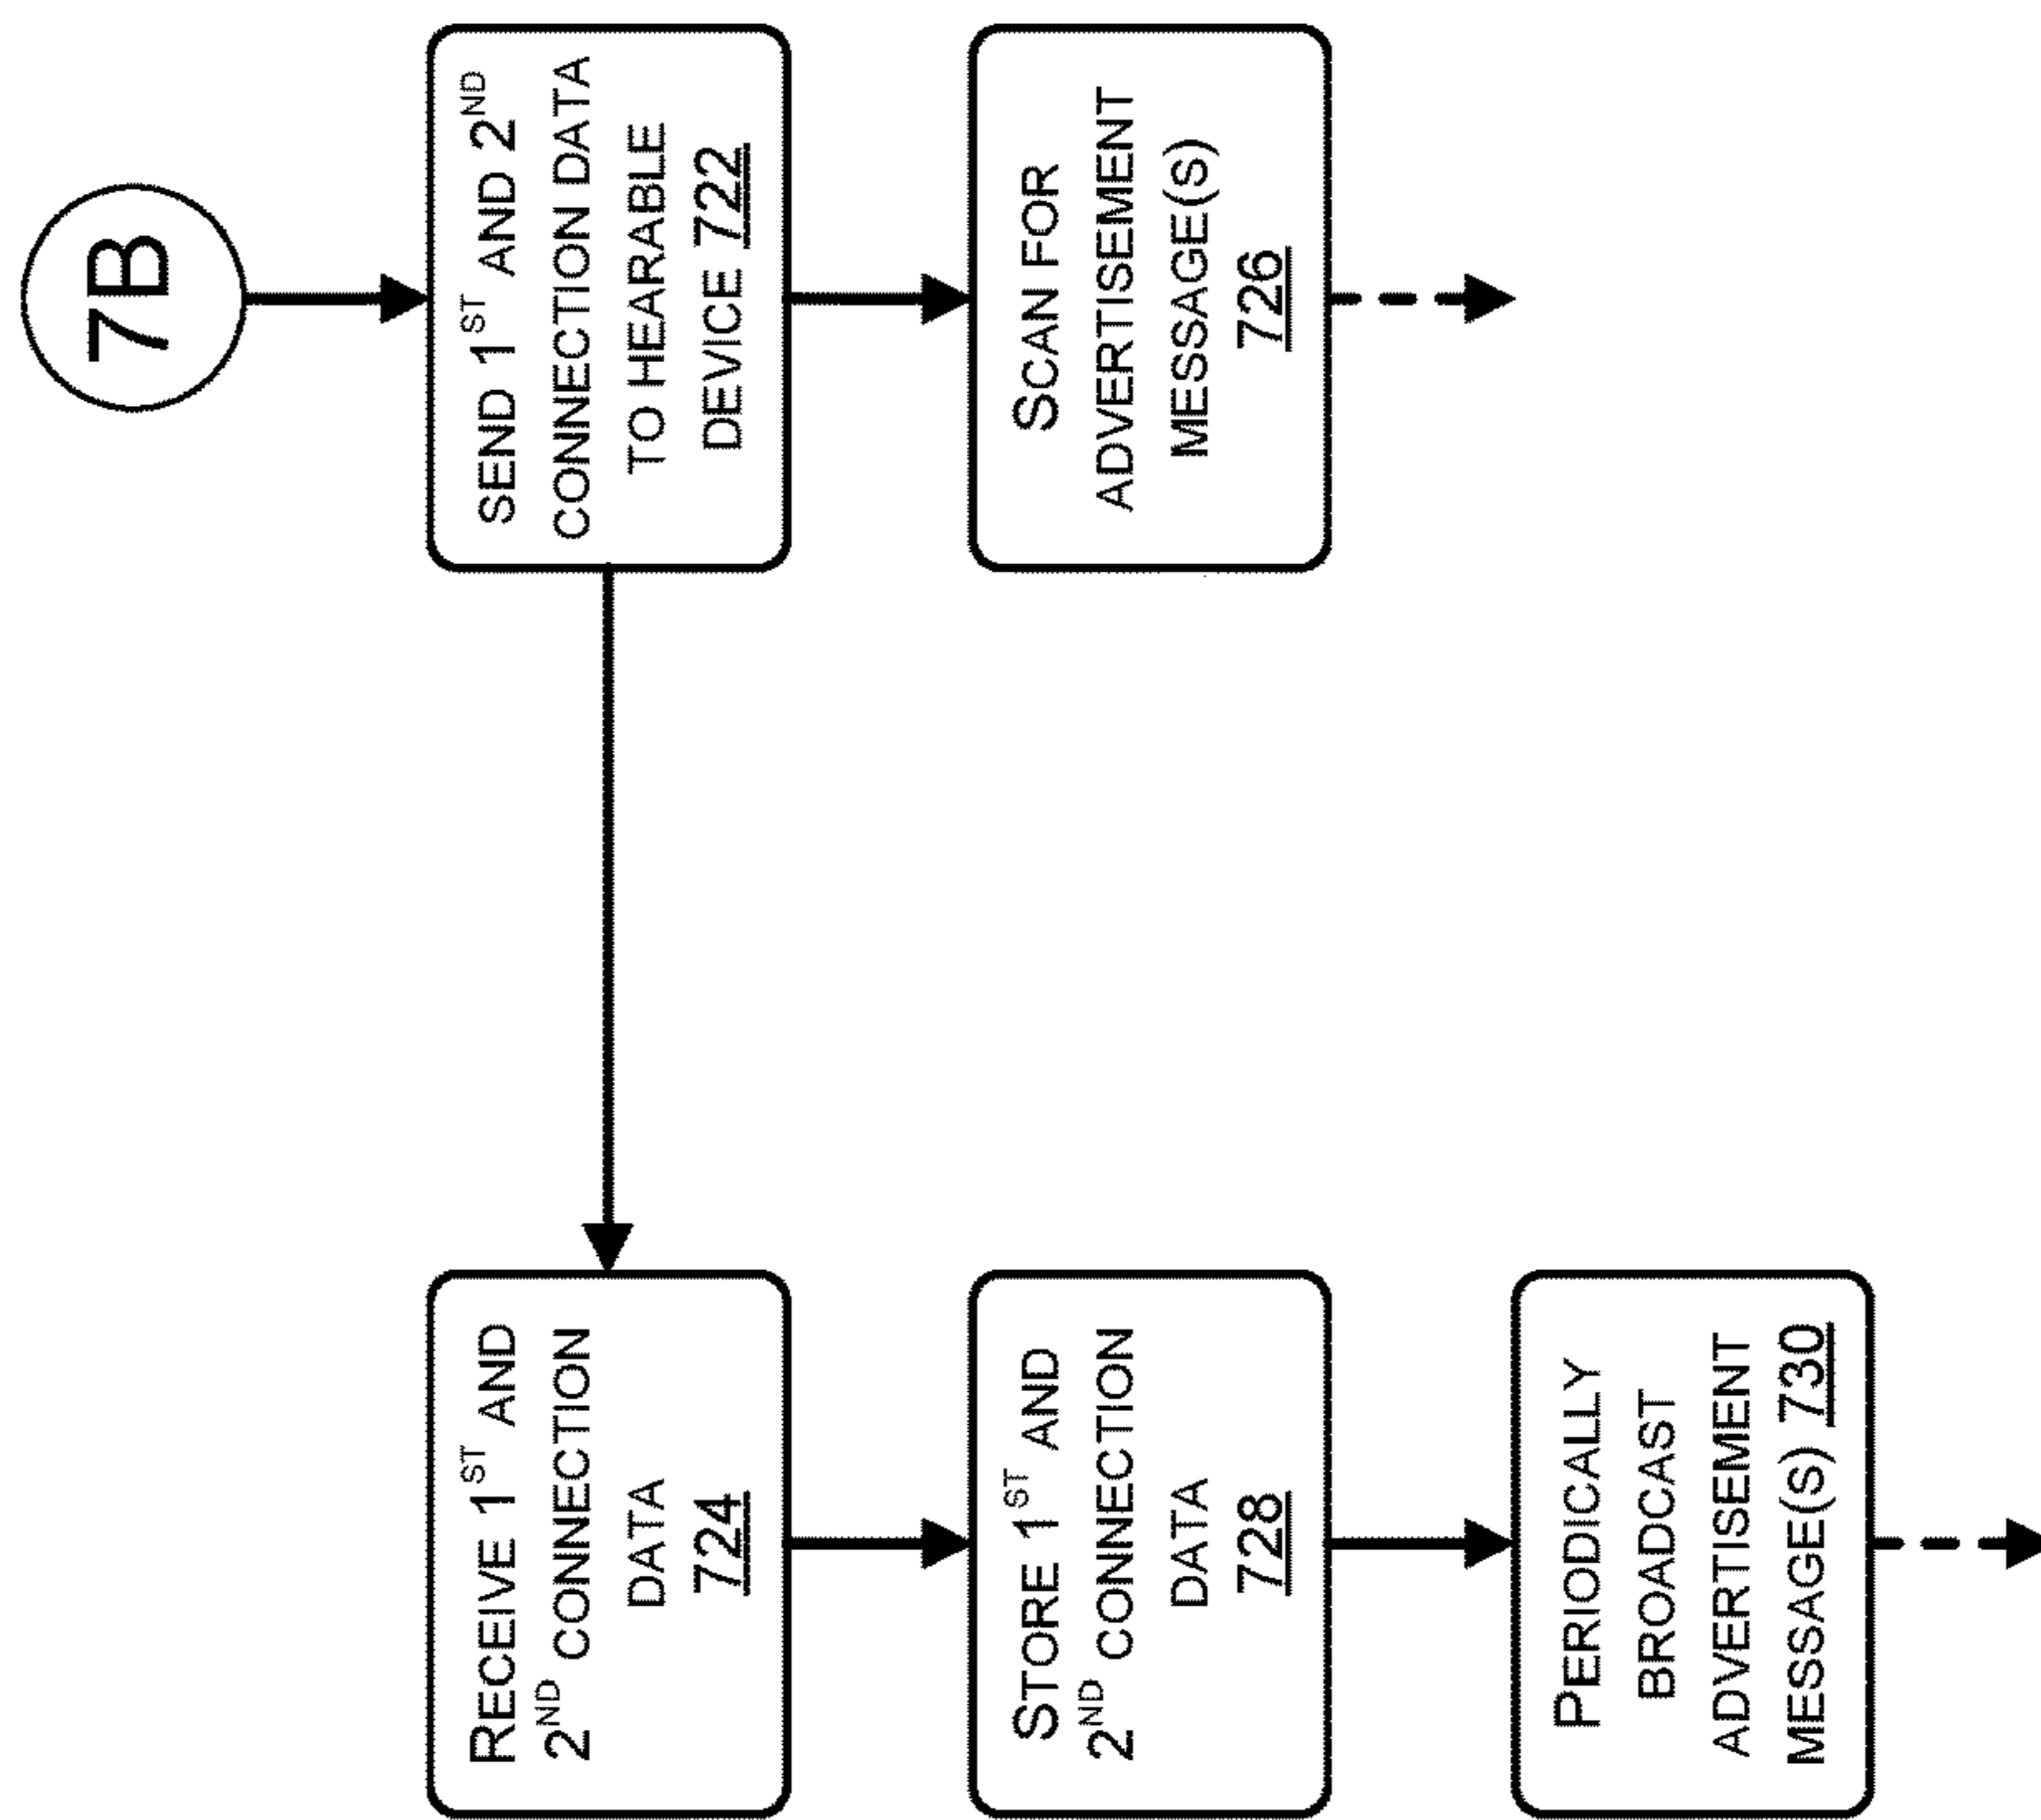 7B
SEND 1ST AND 2ND
CONNECTION DATA
TO HEARABLE
DEVICE 722
RECEIVE 1ST AND
2ND CONNECTION
DATA
724
SCAN FOR
ADVERTISEMENT
MESSAGE(S)
726
STORE 1ST AND
2ND CONNECTION
DATA
728
PERIODICALLY
BROADCAST
ADVERTISEMENT
MESSAGE(S) 730